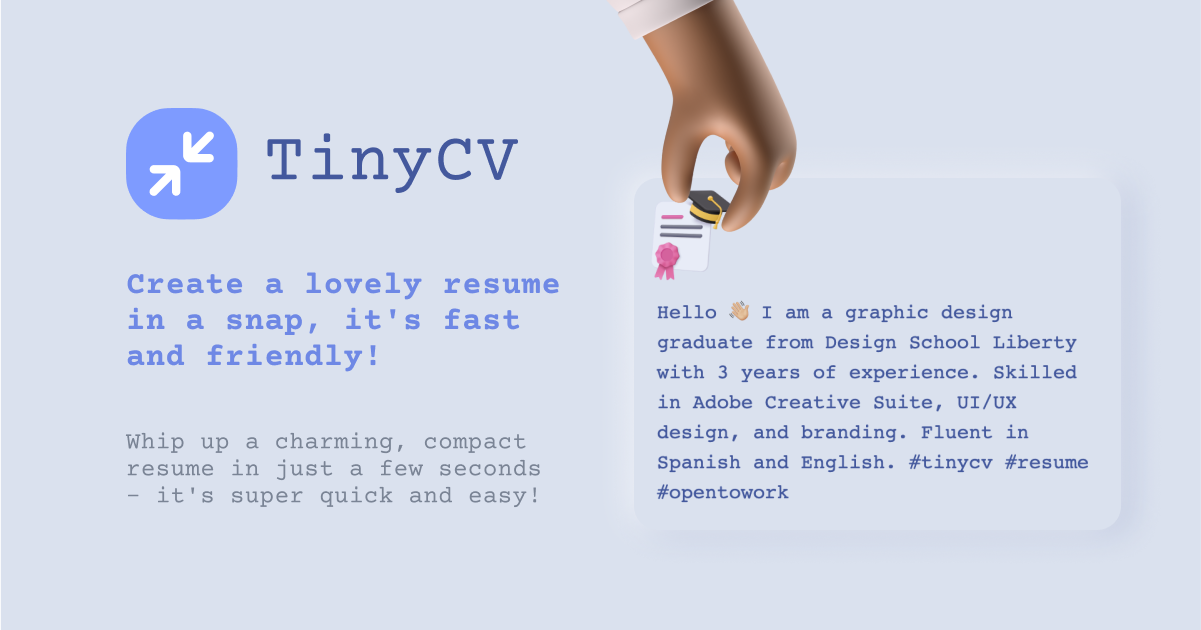 TinyCV
Create a lovely resume
in a snap, it's fast
and friendly!
Whip up a charming, compact
resume in just a few seconds
– it's super quick and easy!
Hello 👋🏼 I am a graphic design
graduate from Design School Liberty
with 3 years of experience. Skilled
in Adobe Creative Suite, UI/UX
design, and branding. Fluent in
Spanish and English. #tinycv #resume
#opentowork